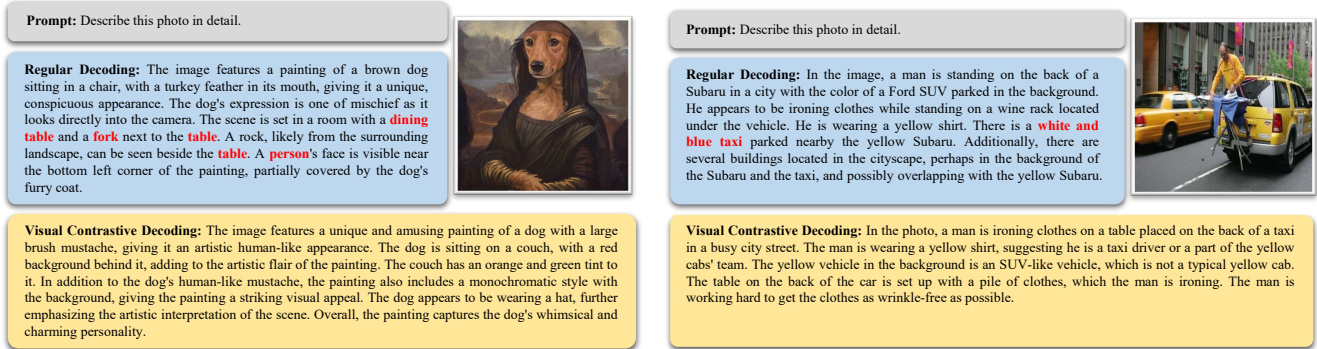 Prompt: Describe this photo in detail.
Regular Decoding: The image features a painting of a brown dog
sitting in a chair, with a turkey feather in its mouth, giving it a unique,
conspicuous appearance. The dog's expression is one of mischief as it
looks directly into the camera. The scene is set in a room with a dining
table and a fork next to the table. A rock, likely from the surrounding
landscape, can be seen beside the table. A person's face is visible near
the bottom left corner of the painting, partially covered by the dog's
furry coat.
Visual Contrastive Decoding: The image features a unique and amusing painting of a dog with a large
brush mustache, giving it an artistic human-like appearance. The dog is sitting on a couch, with a red
background behind it, adding to the artistic flair of the painting. The couch has an orange and green tint to
it. In addition to the dog's human-like mustache, the painting also includes a monochromatic style with
the background, giving the painting a striking visual appeal. The dog appears to be wearing a hat, further
emphasizing the artistic interpretation of the scene. Overall, the painting captures the dog's whimsical and
charming personality.
Prompt: Describe this photo in detail.
Regular Decoding: In the image, a man is standing on the back of a
Subaru in a city with the color of a Ford SUV parked in the background.
He appears to be ironing clothes while standing on a wine rack located
under the vehicle. He is wearing a yellow shirt. There is a white and
blue taxi parked nearby the yellow Subaru. Additionally, there are
several buildings located in the cityscape, perhaps in the background of
the Subaru and the taxi, and possibly overlapping with the yellow Subaru.
Visual Contrastive Decoding: In the photo, a man is ironing clothes on a table placed on the back of a taxi
in a busy city street. The man is wearing a yellow shirt, suggesting he is a taxi driver or a part of the yellow
cabs' team. The yellow vehicle in the background is an SUV-like vehicle, which is not a typical yellow cab.
The table on the back of the car is set up with a pile of clothes, which the man is ironing. The man is
working hard to get the clothes as wrinkle-free as possible.